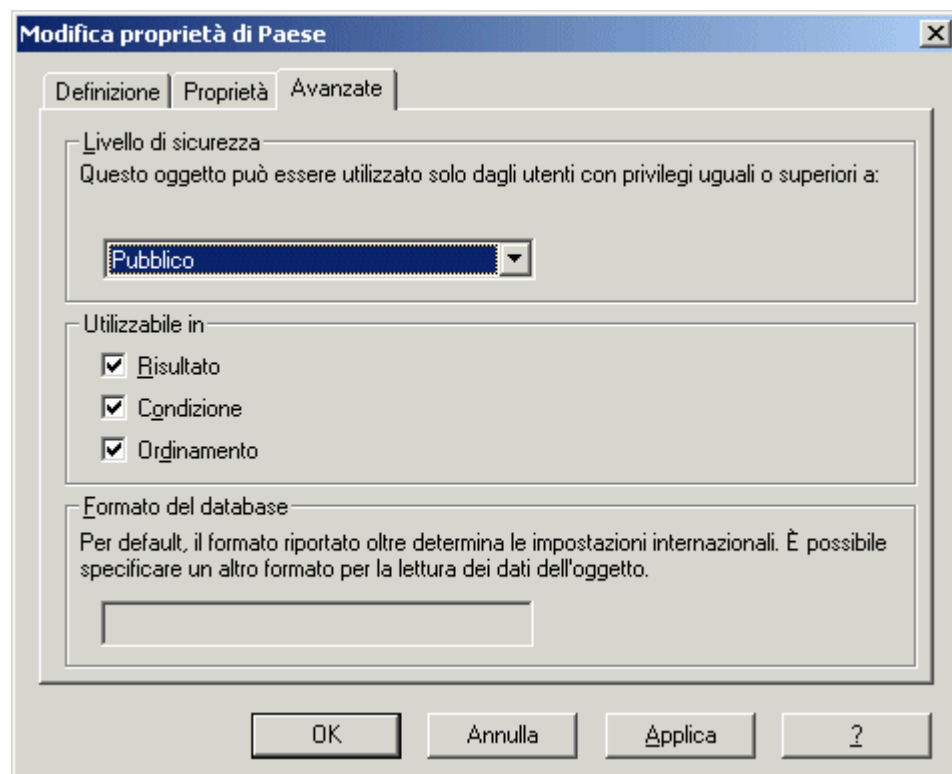 Modifica proprietà di Paese
Definizione Proprietà Avanzate
Livello di sicurezza
Questo oggetto può essere utilizzato solo dagli utenti con privilegi uguali o superiori a:
Pubblico
Utilizzabile in
Risultato
Condizione
Ordinamento
Formato del database
Per default, il formato riportato oltre determina le impostazioni internazionali. È possibile
specificare un altro formato per la lettura dei dati dell'oggetto.
OK Annulla Applica ?